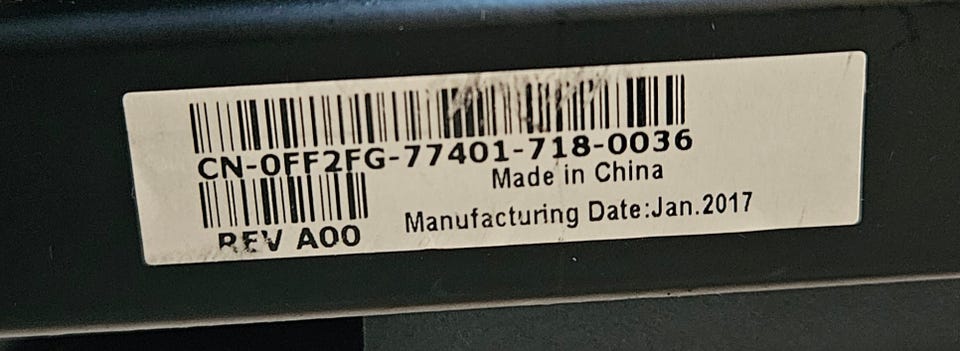 CN-0FF2FG-77401-718-0036
Made in China
Manufacturing Date:Jan.2017
REV A00